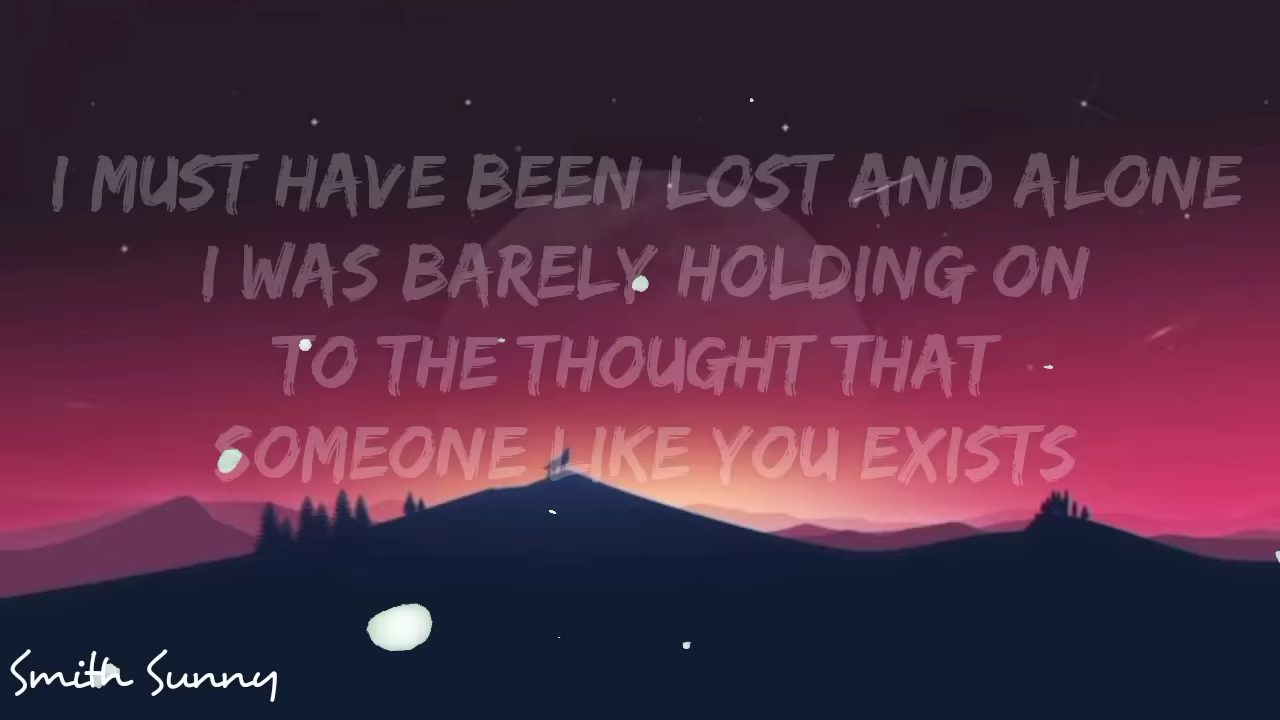 I MUST HAVE BEEN LOST AND ALONE
I WAS BARELY HOLDING ON
TO THE THOUGHT THAT
SOMEONE LIKE YOU EXISTS
Smith Sunny